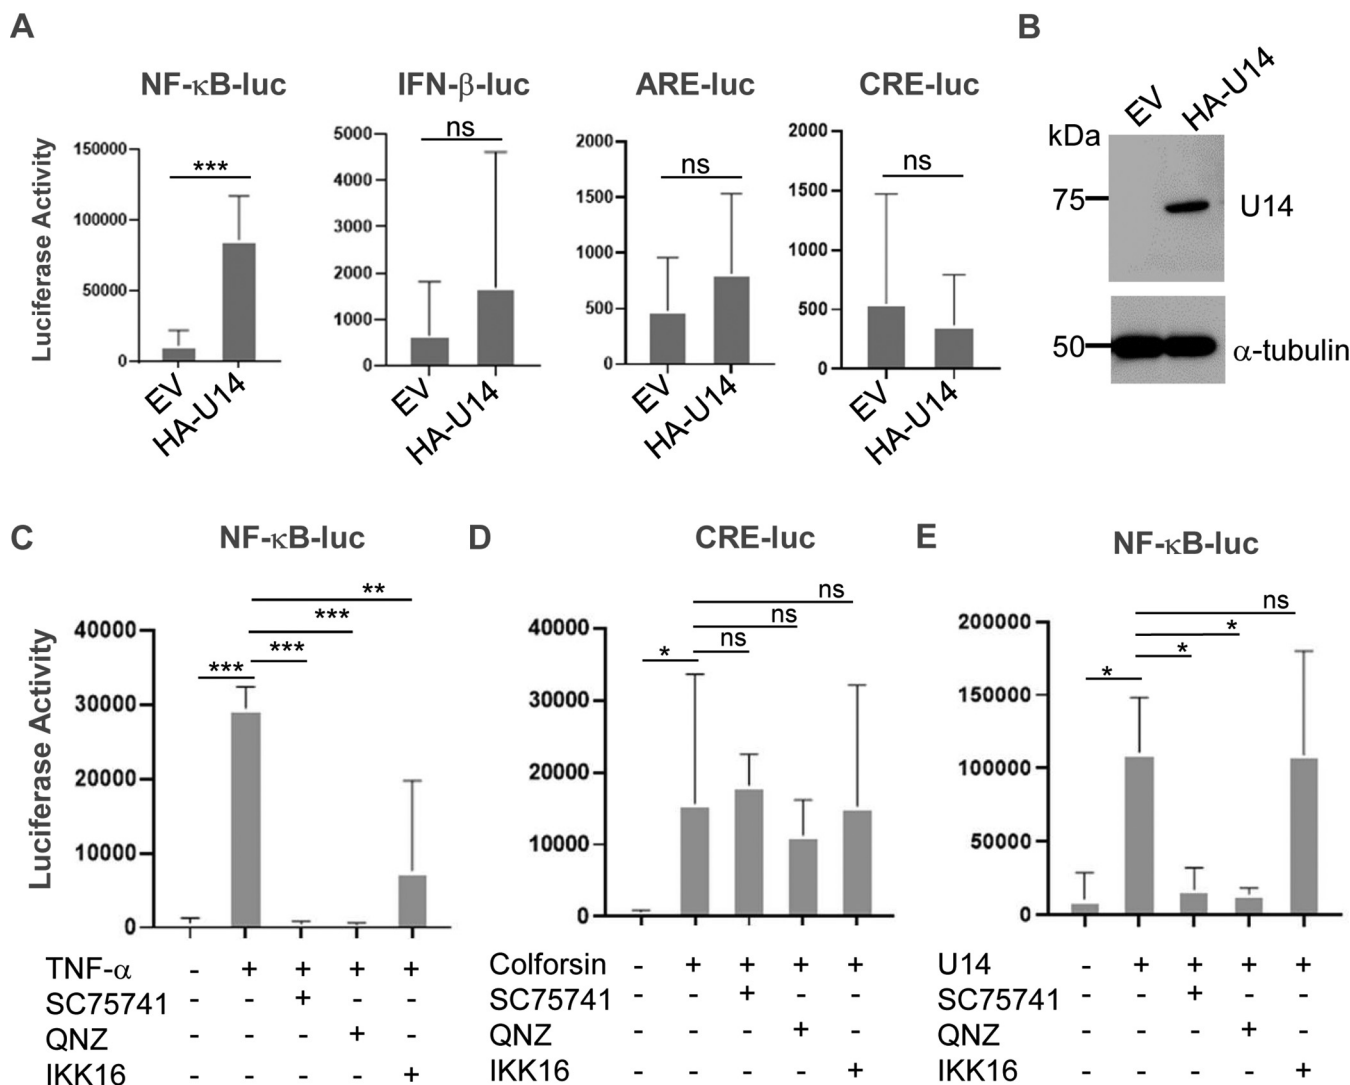 A
B
NF-κB-luc
IFN-β-luc
ARE-luc
CRE-luc
Luciferase Activity
150000
100000
50000
0
***
EV
HA-U14
5000
4000
3000
2000
1000
0
ns
EV
HA-U14
2000
1500
1000
500
0
ns
EV
HA-U14
2000
1500
1000
500
0
ns
EV
HA-U14
EV
HA-U14
kDa
75
U14
50
α-tubulin
C
NF-κB-luc
Luciferase Activity
40000
30000
20000
10000
0
**
***
***
***
TNF-α - + + + +
SC75741 - - + - -
QNZ - - - + -
IKK16 - - - - +
D
CRE-luc
40000
30000
20000
10000
0
ns
ns
ns
*
Colforsin - + + + +
SC75741 - - + - -
QNZ - - - + -
IKK16 - - - - +
E
NF-κB-luc
200000
150000
100000
50000
0
ns
*
*
*
U14 - + + + +
SC75741 - - + - -
QNZ - - - + -
IKK16 - - - - +